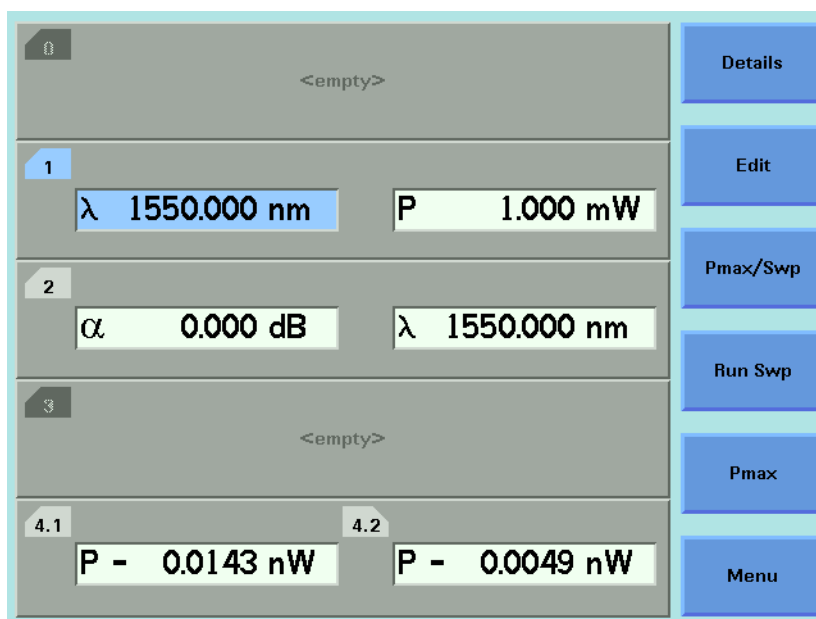 0
<empty>
Details
1
λ 1550.000 nm P 1.000 mW
Edit
2
α 0.000 dB λ 1550.000 nm
Pmax/Swp
3
<empty>
Run Swp
4.1 4.2
P - 0.0143 nW P - 0.0049 nW
Pmax
Menu